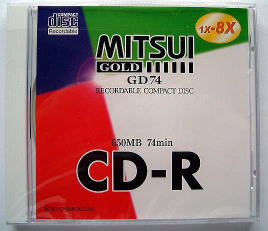 COMPACT
disc
Recordable
MITSUI
GOLD
GD74
RECORDABLE COMPACT DISC
1X-8X
650MB 74min
CD-R